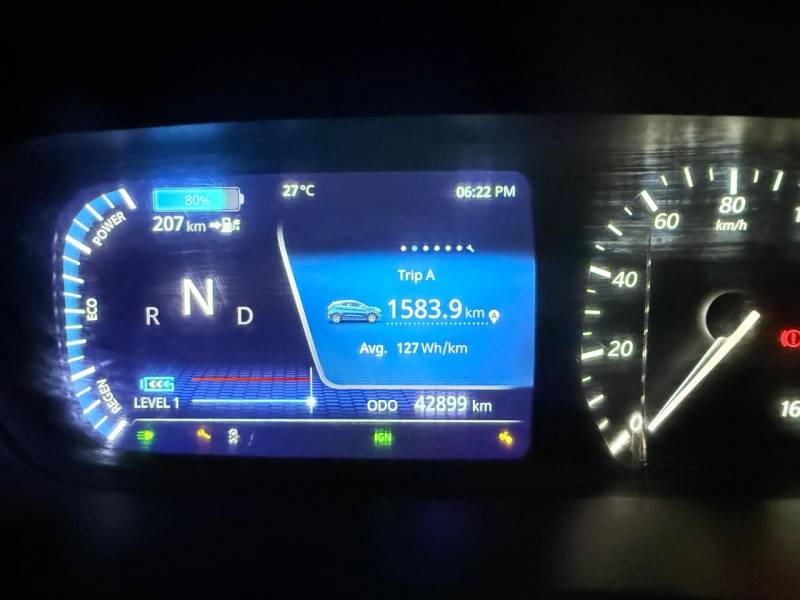 80%
207 km
27°C
06:22 PM
POWER
ECO
REGEN
R N D
Trip A
1583.9 km
A
Avg. 127 Wh/km
LEVEL 1
ODO 42899 km
IGN
0
20
40
60
80
km/h